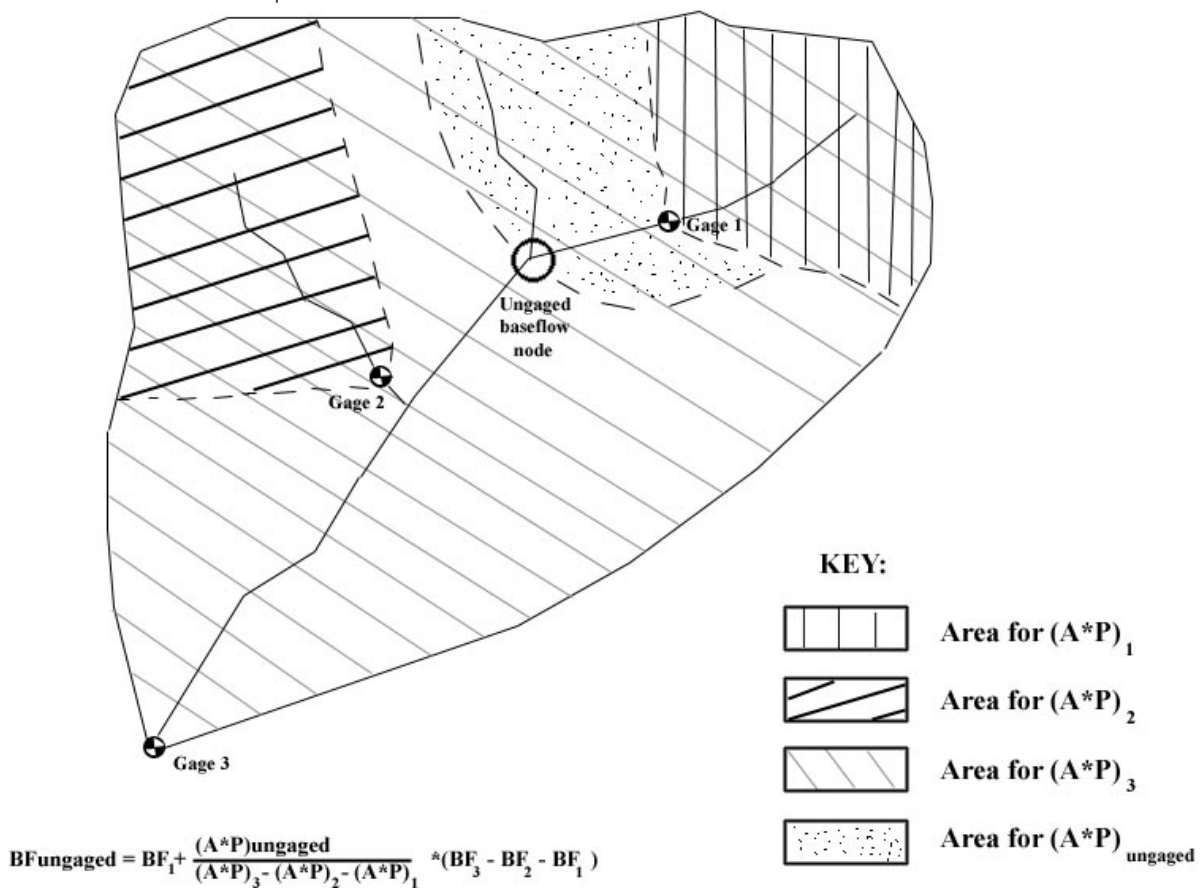 Gage 1
Ungaged
baseflow
node
Gage 2
Gage 3
KEY:
Area for (A*P) 1
Area for (A*P) 2
Area for (A*P) 3
Area for (A*P) ungaged
BFungaged = BF1+ (A*P)ungaged / (A*P)3 - (A*P)2 - (A*P)1 *(BF3 - BF2 - BF1 )